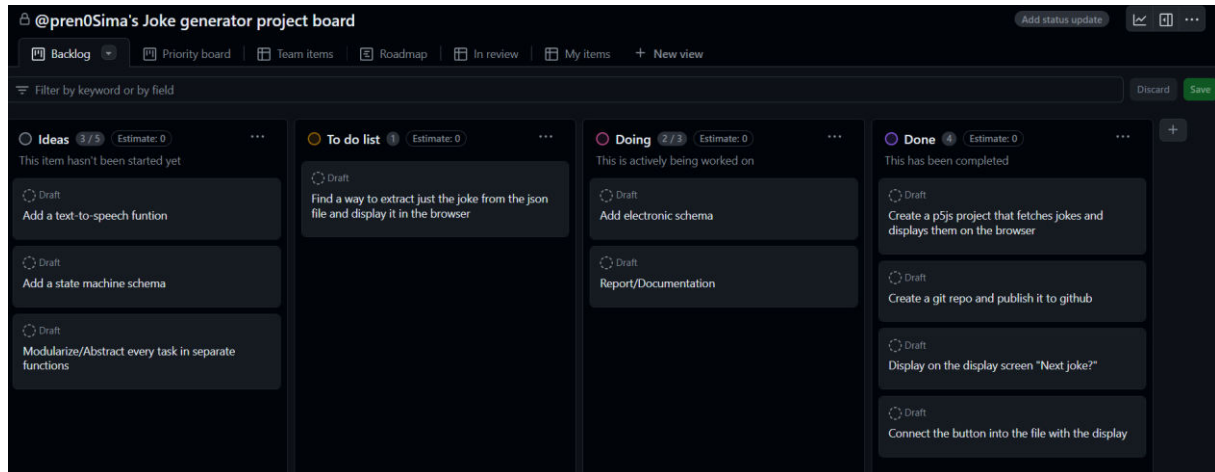 @pren0Sima's Joke generator project board
Add status update
Backlog
Priority board
Team items
Roadmap
In review
My items
+ New view
Filter by keyword or by field
Discard
Save
Ideas 3 / 5 Estimate: 0
This item hasn't been started yet
Draft
Add a text-to-speech funtion
Draft
Add a state machine schema
Draft
Modularize/Abstract every task in separate
functions
To do list 1 Estimate: 0
Draft
Find a way to extract just the joke from the json
file and display it in the browser
Doing 2 / 3 Estimate: 0
This is actively being worked on
Draft
Add electronic schema
Draft
Report/Documentation
Done 4 Estimate: 0
This has been completed
Draft
Create a p5js project that fetches jokes and
displays them on the browser
Draft
Create a git repo and publish it to github
Draft
Display on the display screen "Next joke?"
Draft
Connect the button into the file with the display